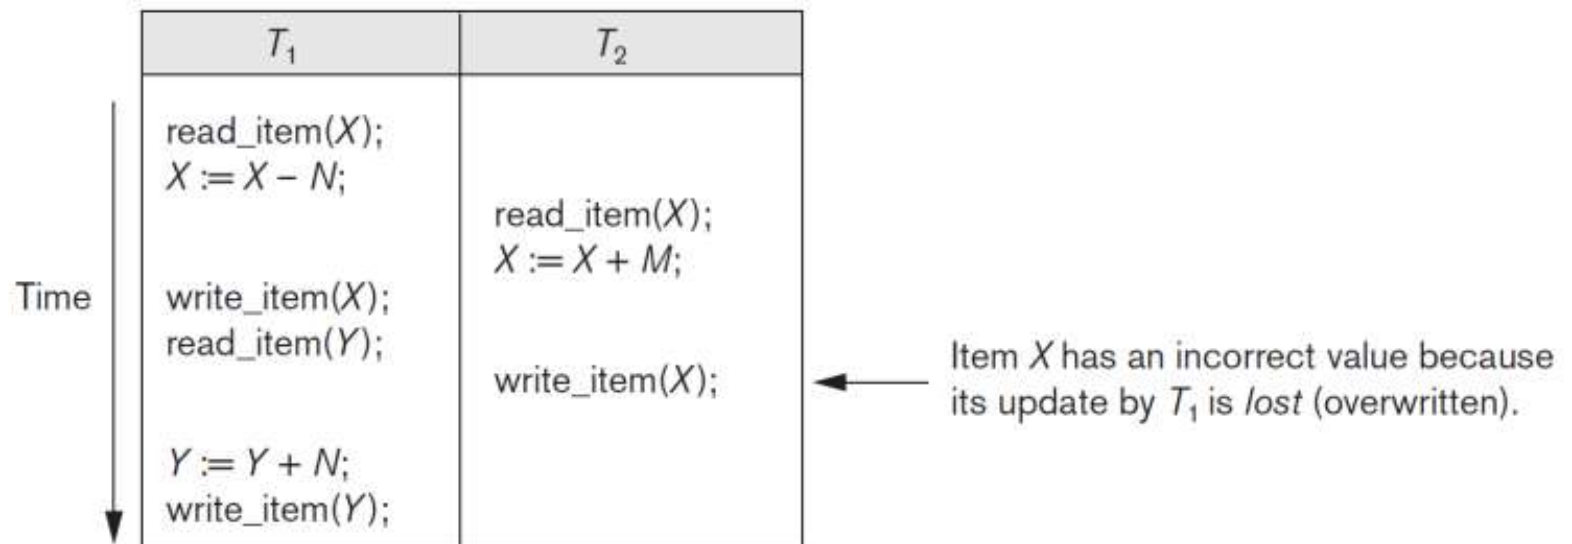 T₁
T₂
read_item(X);
X := X – N;
read_item(X);
X := X + M;
Time
write_item(X);
read_item(Y);
write_item(X);
Item X has an incorrect value because
its update by T₁ is lost (overwritten).
Y := Y + N;
write_item(Y);